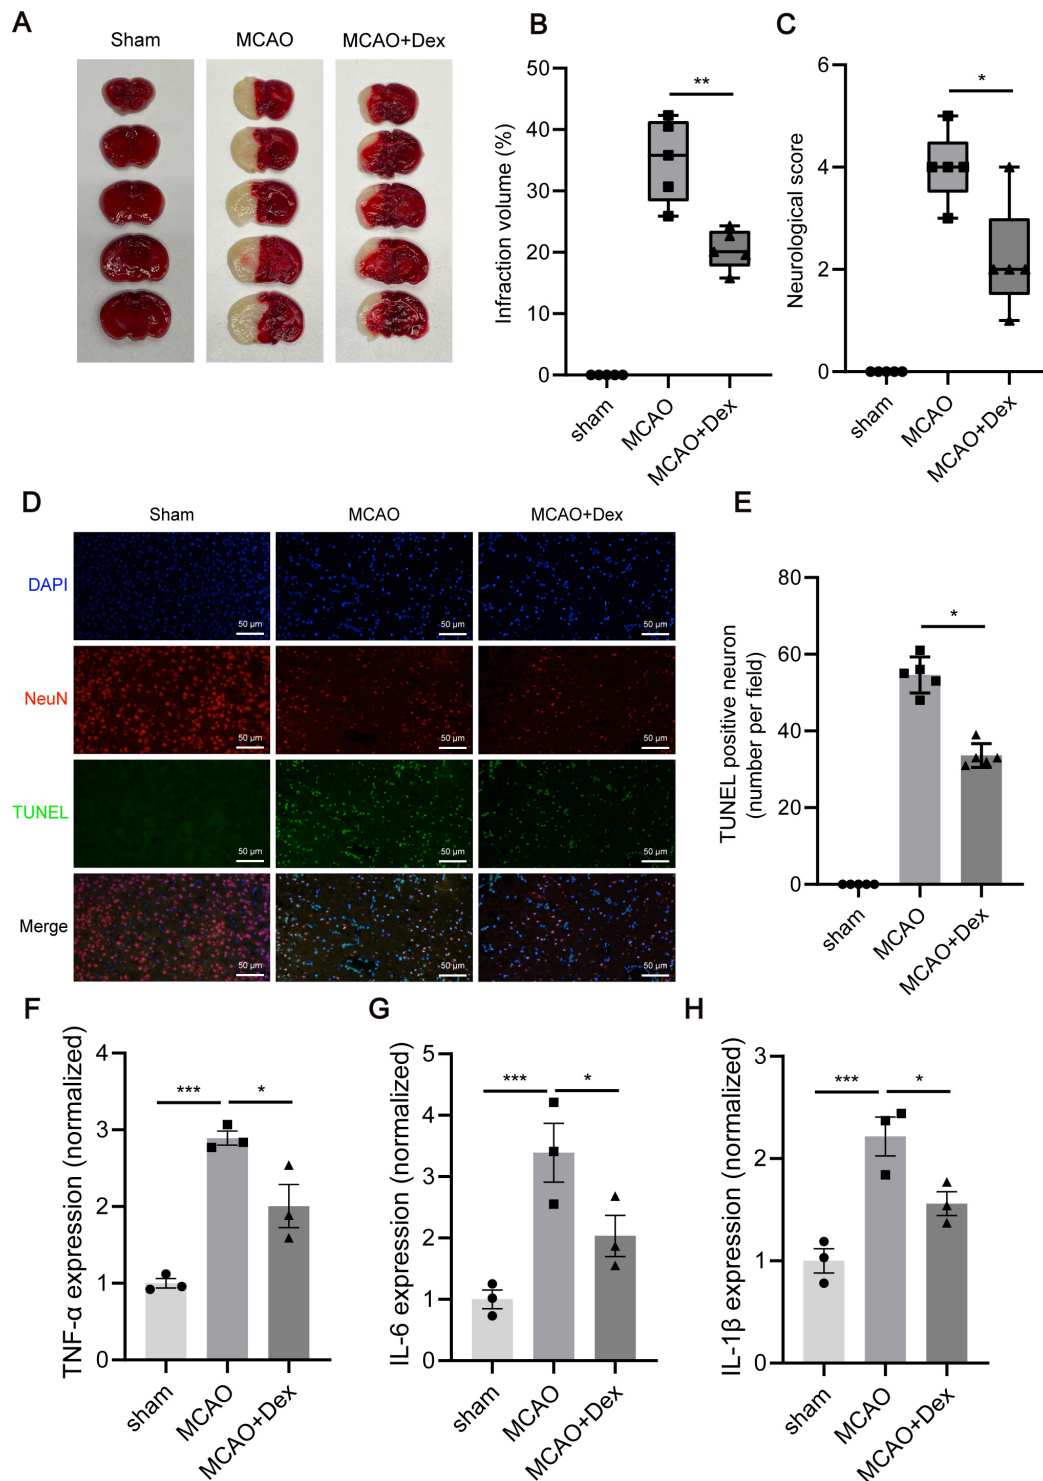 A
Sham
MCAO
MCAO+Dex
B
Infraction volume (%)
50
40
30
20
10
0
**
sham
MCAO
MCAO+Dex
C
Neurological score
6
4
2
0
*
sham
MCAO
MCAO+Dex
D
Sham
MCAO
MCAO+Dex
DAPI
50 µm
50 µm
50 µm
NeuN
50 µm
50 µm
50 µm
TUNEL
50 µm
50 µm
50 µm
Merge
50 µm
50 µm
50 µm
E
TUNEL positive neuron
(number per field)
80
60
40
20
0
*
sham
MCAO
MCAO+Dex
F
TNF-α expression (normalized)
4
3
2
1
0
***
*
sham
MCAO
MCAO+Dex
G
IL-6 expression (normalized)
5
4
3
2
1
0
***
*
sham
MCAO
MCAO+Dex
H
IL-1β expression (normalized)
3
2
1
0
***
*
sham
MCAO
MCAO+Dex